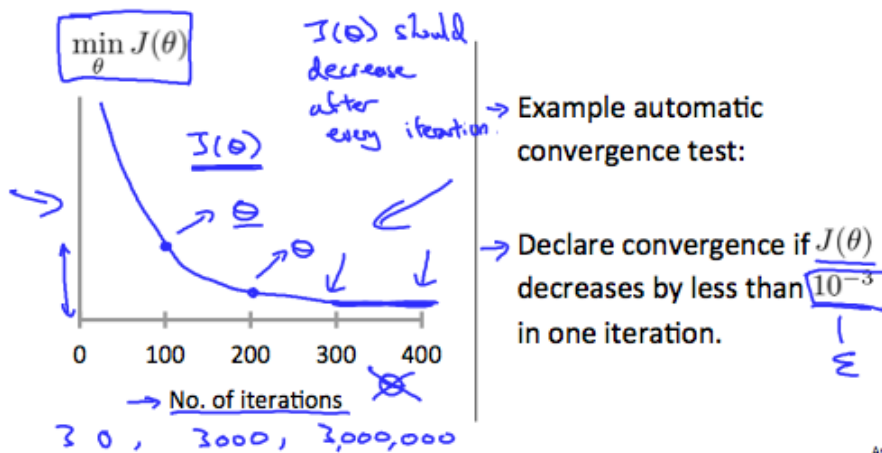 min J(θ)
θ
J(θ) should
decrease
after
every iteration.
J(θ)
θ
θ
0 100 200 300 400
→ No. of iterations θ
30, 3000, 3,000,000
→ Example automatic
convergence test:
→ Declare convergence if J(θ)
decreases by less than 10⁻³
in one iteration.
ε